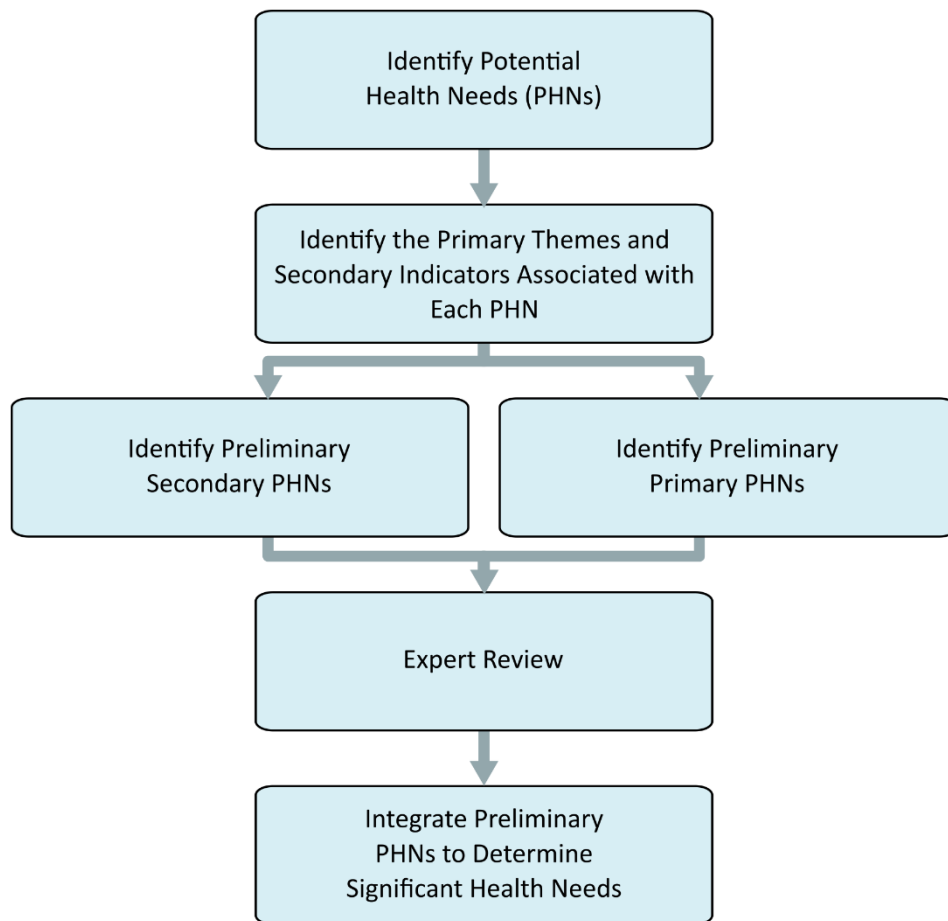 Identify Potential
Health Needs (PHNs)
Identify the Primary Themes and
Secondary Indicators Associated with
Each PHN
Identify Preliminary
Secondary PHNs
Identify Preliminary
Primary PHNs
Expert Review
Integrate Preliminary
PHNs to Determine
Significant Health Needs